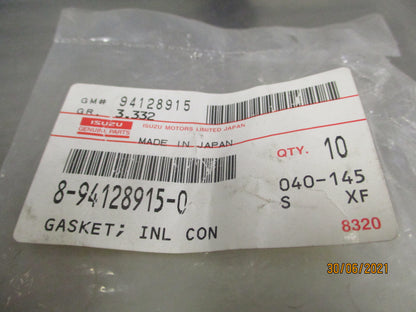 GM# 94128915
GR. 3.332
ISUZU
GENUINE PARTS
ISUZU MOTORS LIMITED JAPAN
MADE IN JAPAN
QTY. 10
8-94128915-0
040-145
S XF
GASKET; INL CON
8320
30/06/2021